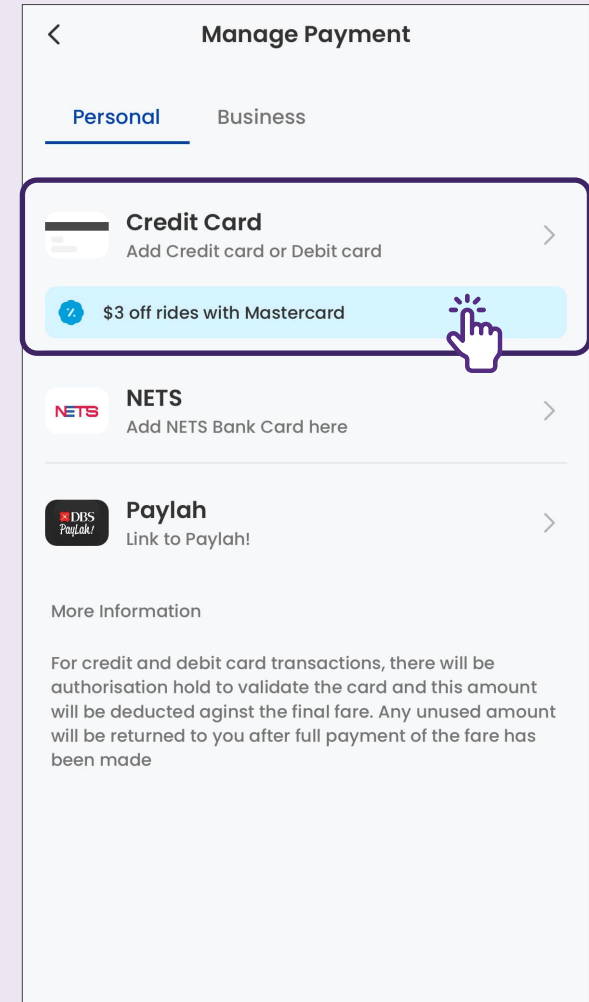 Manage Payment
Personal
Business
Credit Card
Add Credit card or Debit card
$3 off rides with Mastercard
NETS
NETS
Add NETS Bank Card here
DBS
PayLah!
Paylah
Link to Paylah!
More Information
For credit and debit card transactions, there will be
authorisation hold to validate the card and this amount
will be deducted aginst the final fare. Any unused amount
will be returned to you after full payment of the fare has
been made